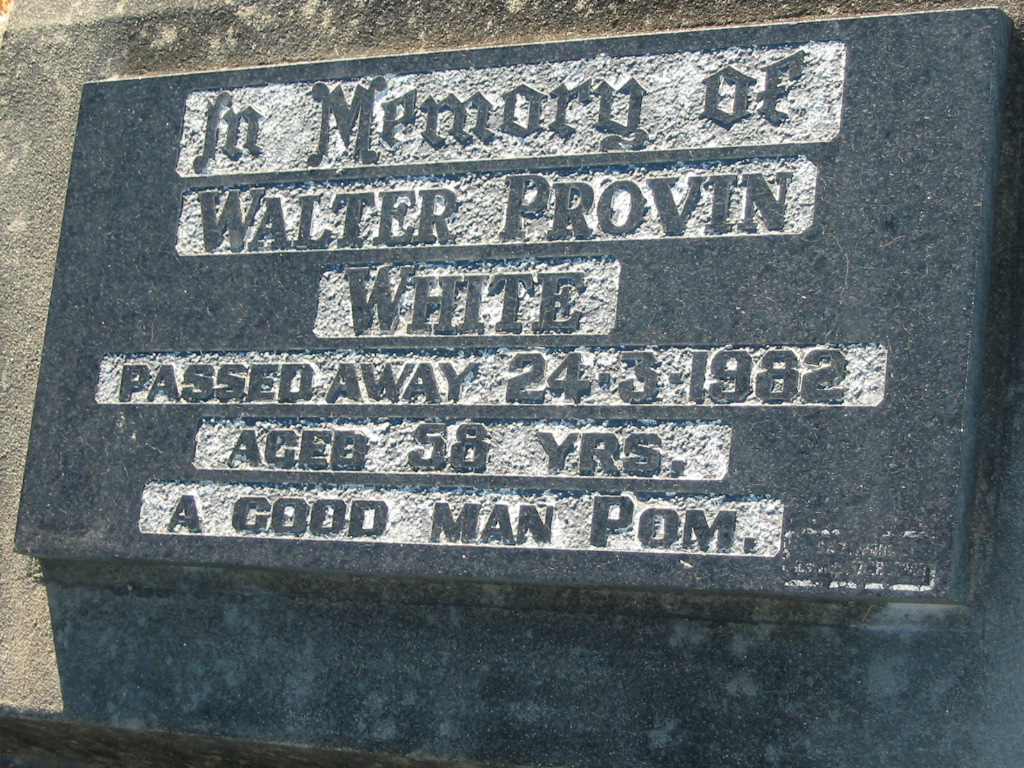 In Memory of
WALTER PROVIN
WHITE
PASSED AWAY 24·3·1982
AGED 58 YRS.
A GOOD MAN POM.